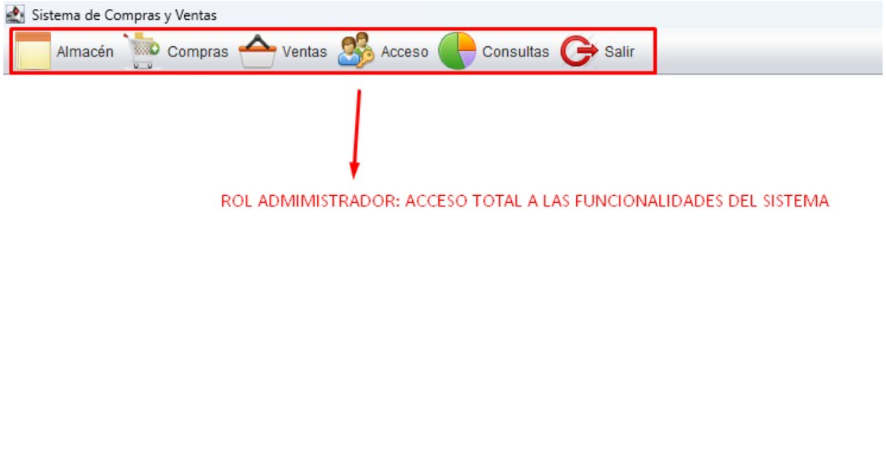 Sistema de Compras y Ventas
Almacén Compras Ventas Acceso Consultas Salir
ROL ADMIMISTRADOR: ACCESO TOTAL A LAS FUNCIONALIDADES DEL SISTEMA